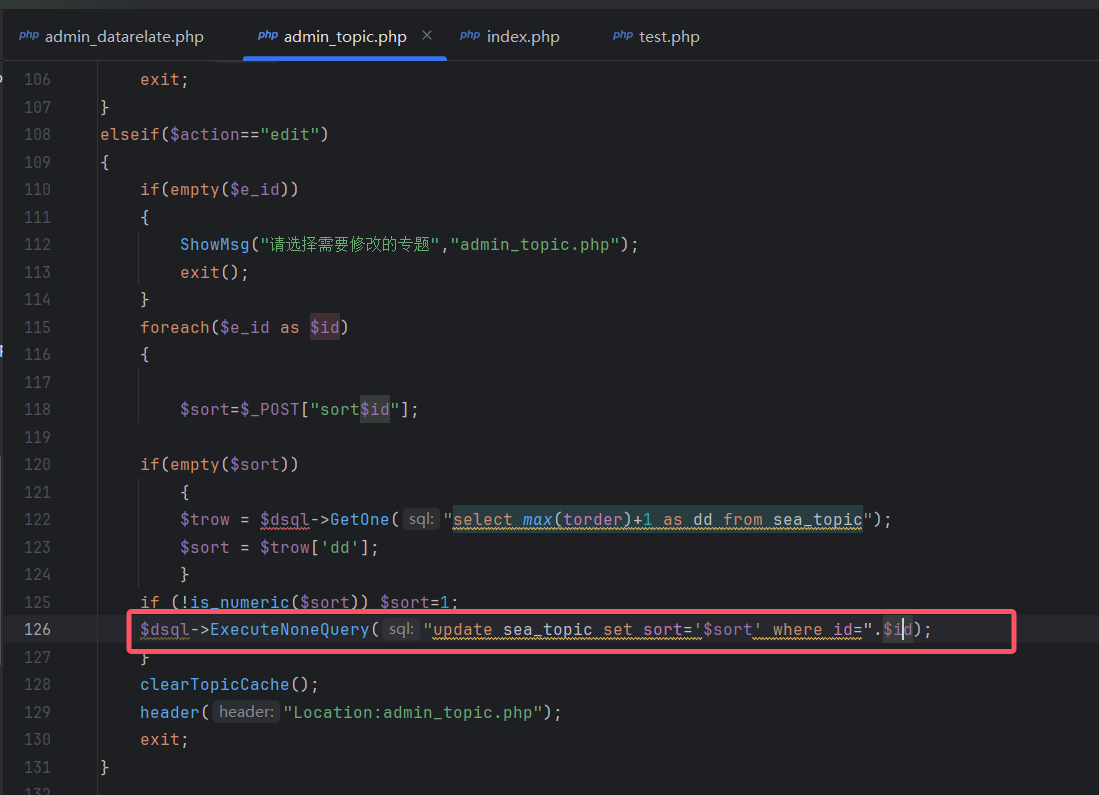 php admin_datarelate.php php admin_topic.php × php index.php php test.php
106 exit;
107 }
108 elseif($action=="edit")
109 {
110 if(empty($e_id))
111 {
112 ShowMsg("请选择需要修改的专题","admin_topic.php");
113 exit();
114 }
115 foreach($e_id as $id)
116 {
117
118 $sort=$_POST["sort$id"];
119
120 if(empty($sort))
121 {
122 $trow = $dsql->GetOne( sql: "select max(torder)+1 as dd from sea_topic");
123 $sort = $trow['dd'];
124 }
125 if (!is_numeric($sort)) $sort=1;
126 $dsql->ExecuteNoneQuery( sql: "update sea_topic set sort='$sort' where id=".$id);
127 }
128 clearTopicCache();
129 header( header: "Location:admin_topic.php");
130 exit;
131 }
132